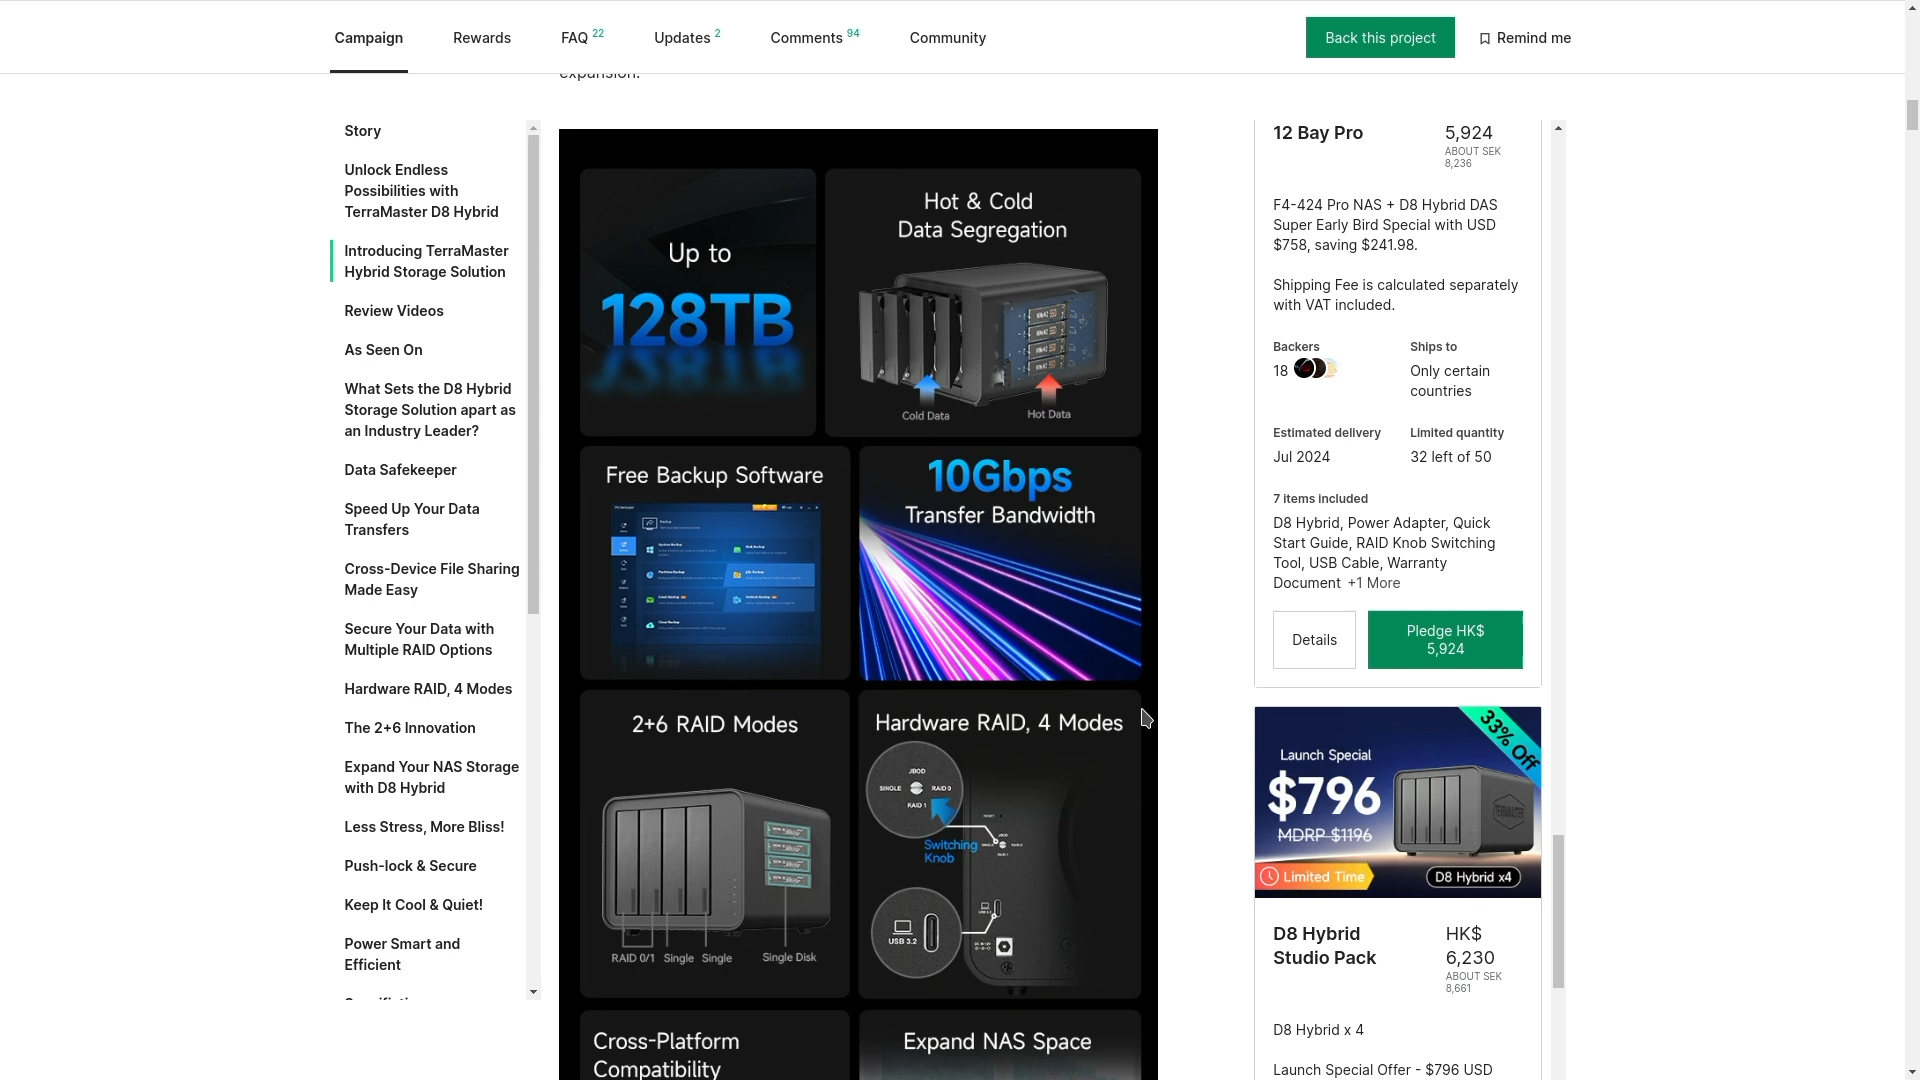 Campaign
Rewards
FAQ 22
Updates 2
Comments 94
Community
Back this project
Remind me
expansion.
Story
Unlock Endless
Possibilities with
TerraMaster D8 Hybrid
Introducing TerraMaster
Hybrid Storage Solution
Review Videos
As Seen On
What Sets the D8 Hybrid
Storage Solution apart as
an Industry Leader?
Data Safekeeper
Speed Up Your Data
Transfers
Cross-Device File Sharing
Made Easy
Secure Your Data with
Multiple RAID Options
Hardware RAID, 4 Modes
The 2+6 Innovation
Expand Your NAS Storage
with D8 Hybrid
Less Stress, More Bliss!
Push-lock & Secure
Keep It Cool & Quiet!
Power Smart and
Efficient
Up to
128TB
Hot & Cold
Data Segregation
Cold Data
Hot Data
Free Backup Software
10Gbps
Transfer Bandwidth
2+6 RAID Modes
RAID 0/1 Single Single
Single Disk
Hardware RAID, 4 Modes
JBOD
SINGLE
RAID 0
RAID 1
Switching
Knob
USB 3.2
Cross-Platform
Compatibility
Expand NAS Space
12 Bay Pro
5,924
ABOUT SEK
8,236
F4-424 Pro NAS + D8 Hybrid DAS
Super Early Bird Special with USD
$758, saving $241.98.
Shipping Fee is calculated separately
with VAT included.
Backers
18
Ships to
Only certain
countries
Estimated delivery
Jul 2024
Limited quantity
32 left of 50
7 items included
D8 Hybrid, Power Adapter, Quick
Start Guide, RAID Knob Switching
Tool, USB Cable, Warranty
Document +1 More
Details
Pledge HK$
5,924
33% Off
Launch Special
$796
MDRP $1196
Limited Time
TERRAMASTER
D8 Hybrid x4
D8 Hybrid
Studio Pack
HK$
6,230
ABOUT SEK
8,661
D8 Hybrid x 4
Launch Special Offer - $796 USD